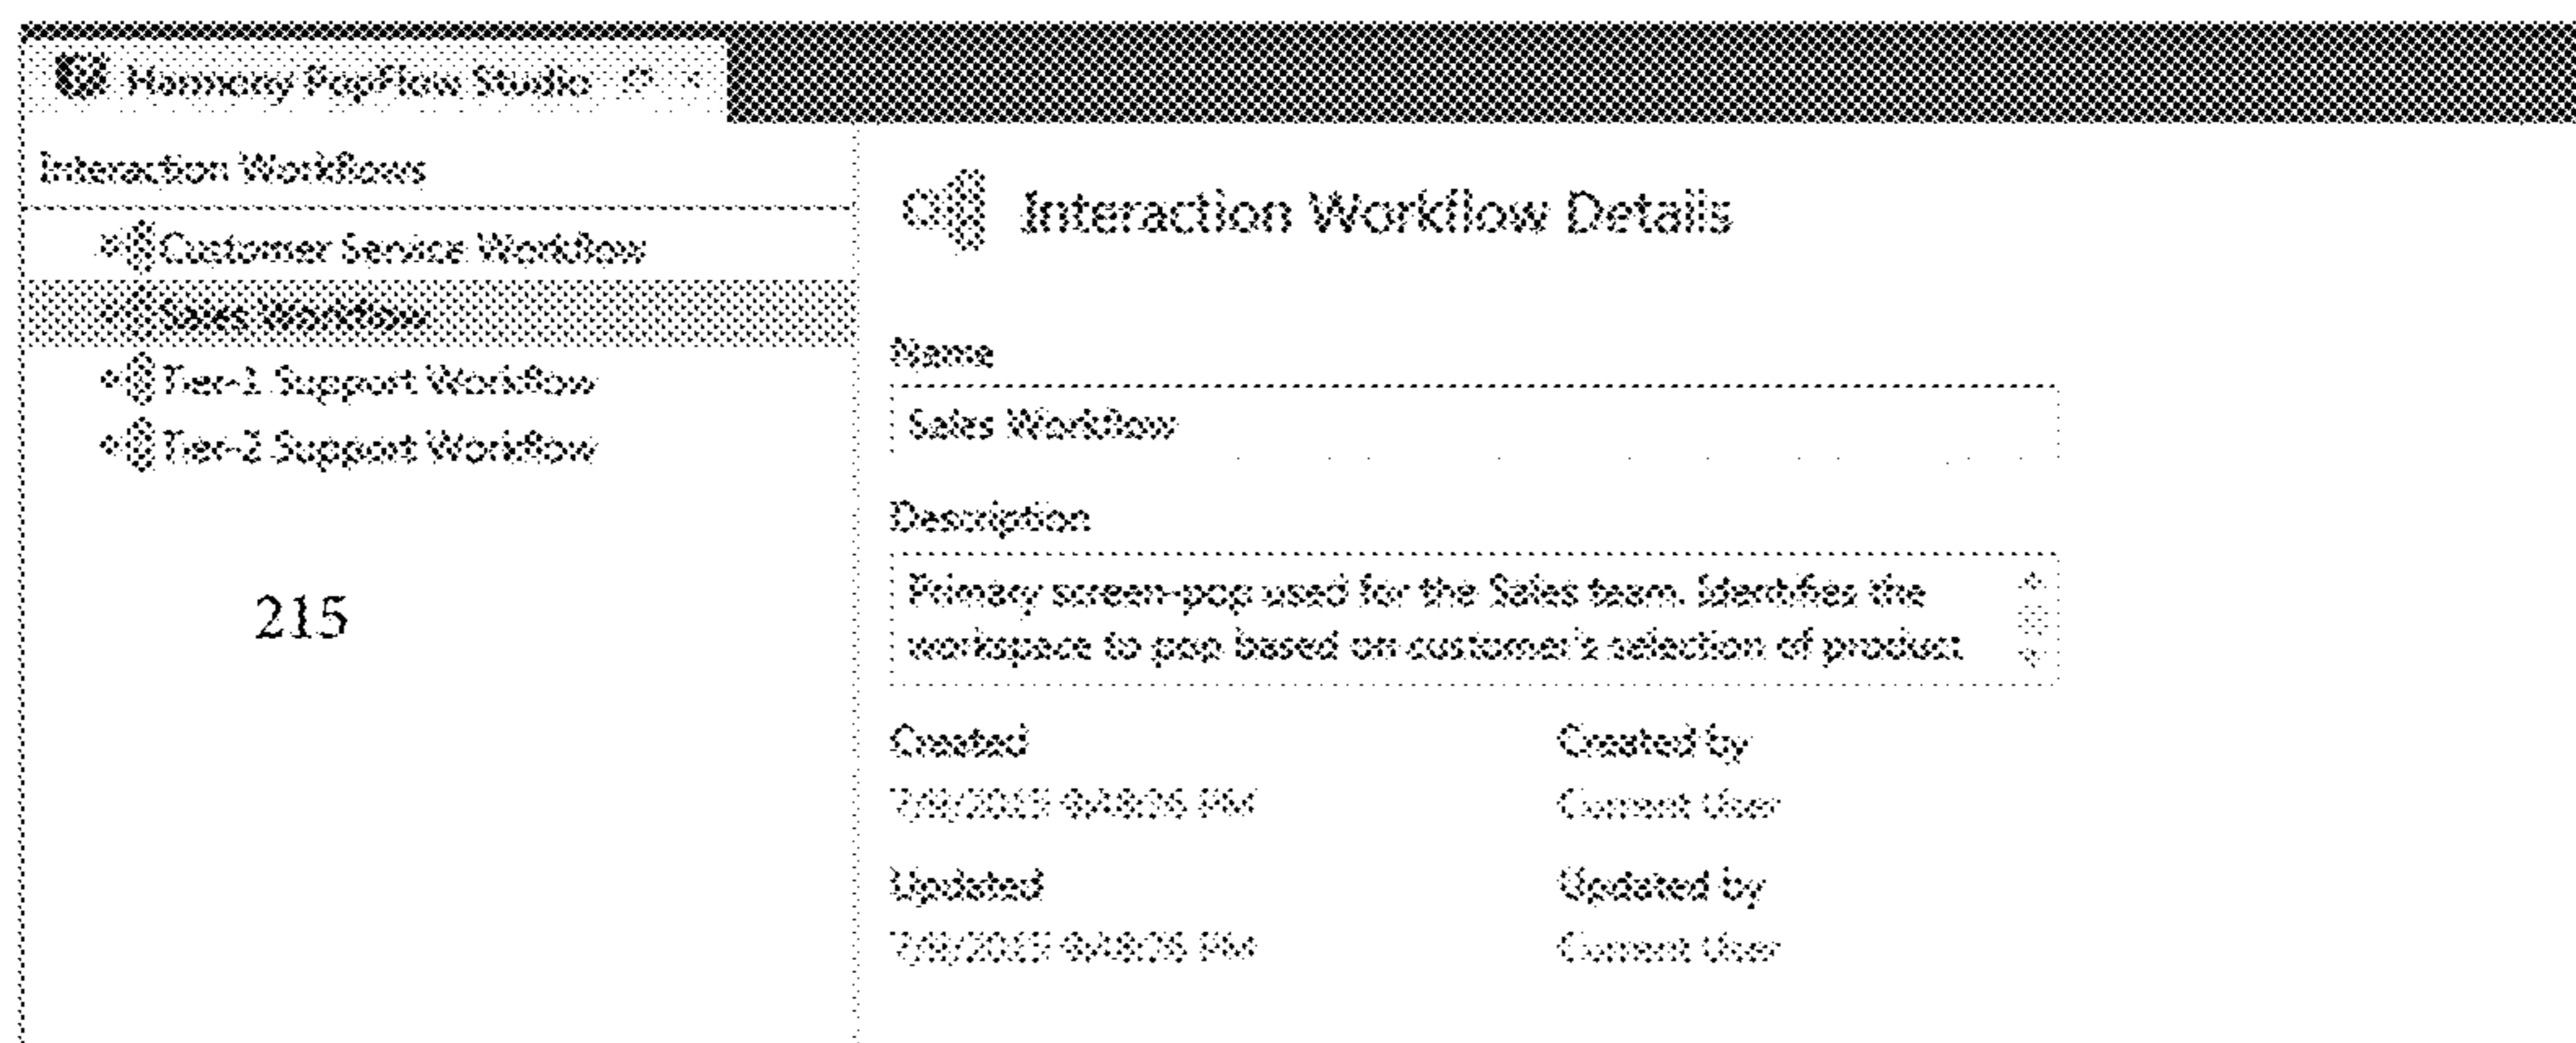 Harmony PopFlow Studio
Interaction Workflows
Customer Service Workflow
Sales Workflow
Tier-1 Support Workflow
Tier-2 Support Workflow
215
Interaction Workflow Details
Name
Sales Workflow
Description
Primary screen-pop used for the Sales team. Identifies the
workspace to pop based on customer's selection of product
Created
Created by
PM
Current User
Updated
Updated by
PM
Current User